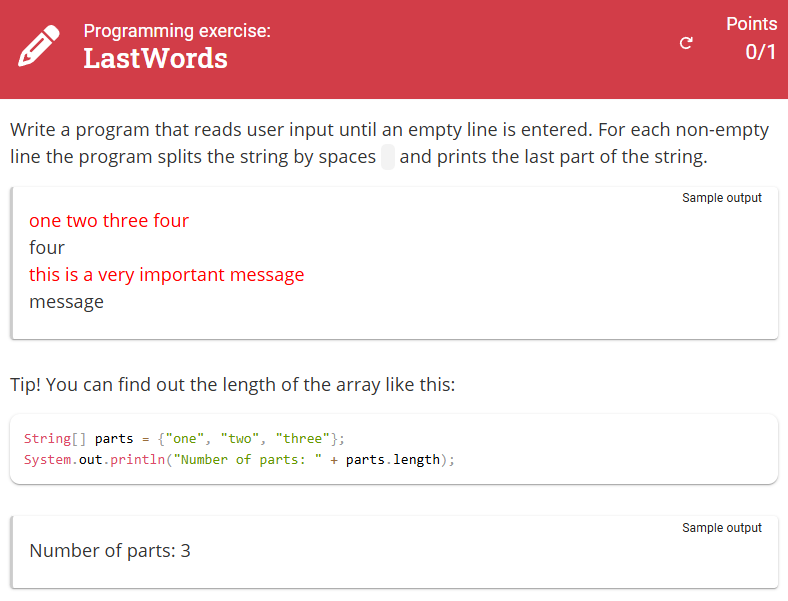 Programming exercise:
LastWords
Points
0/1
Write a program that reads user input until an empty line is entered. For each non-empty
line the program splits the string by spaces and prints the last part of the string.
Sample output
one two three four
four
this is a very important message
message
Tip! You can find out the length of the array like this:
String[] parts = {"one", "two", "three"};
System.out.println("Number of parts: " + parts.length);
Sample output
Number of parts: 3